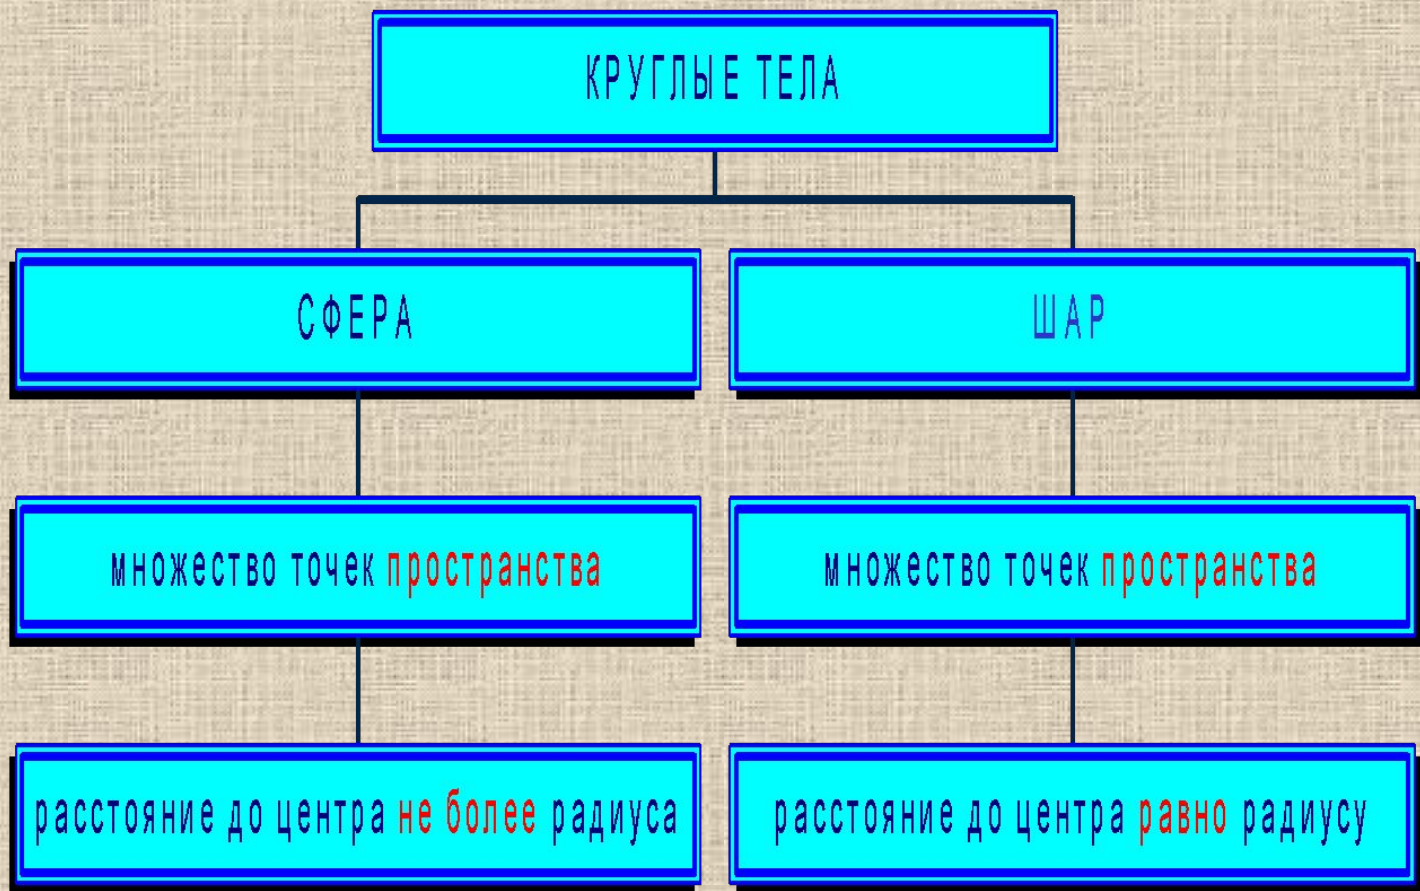 КРУГЛЫЕ ТЕЛА
СФЕРА
ШАР
множество точек пространства
множество точек пространства
расстояние до центра не более радиуса
расстояние до центра равно радиусу